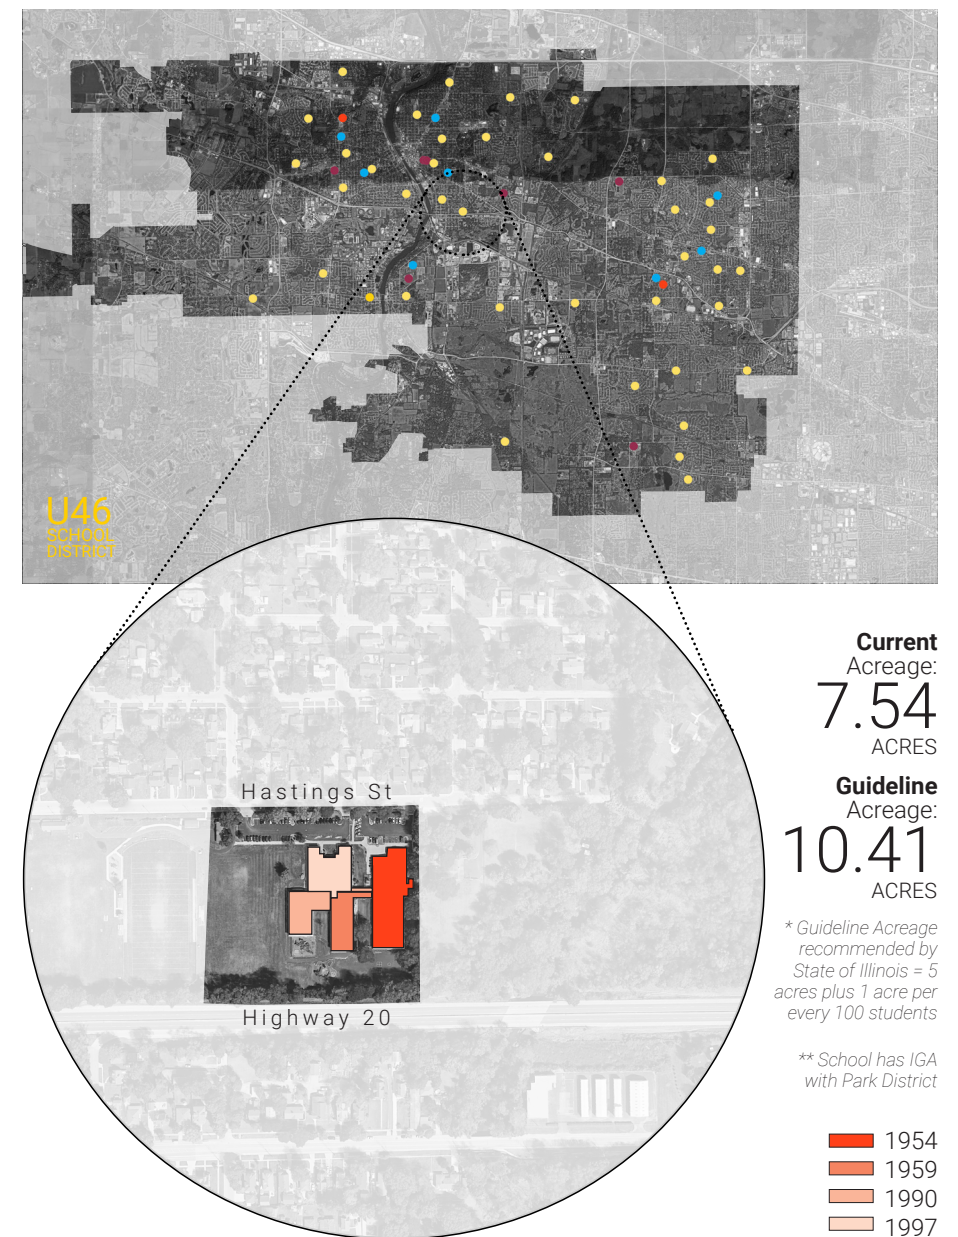 U46
SCHOOL
DISTRICT
Current
Acreage:
7.54
ACRES
Guideline
Acreage:
10.41
ACRES
* Guideline Acreage
recommended by
State of Illinois = 5
acres plus 1 acre per
every 100 students
** School has IGA
with Park District
Hastings St
Highway 20
1954
1959
1990
1997